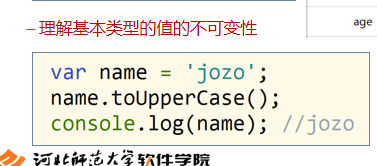 age
– 理解基本类型的值的不可变性
var name = 'jozo';
name.toUpperCase();
console.log(name); //jozo
河北师范大学软件学院